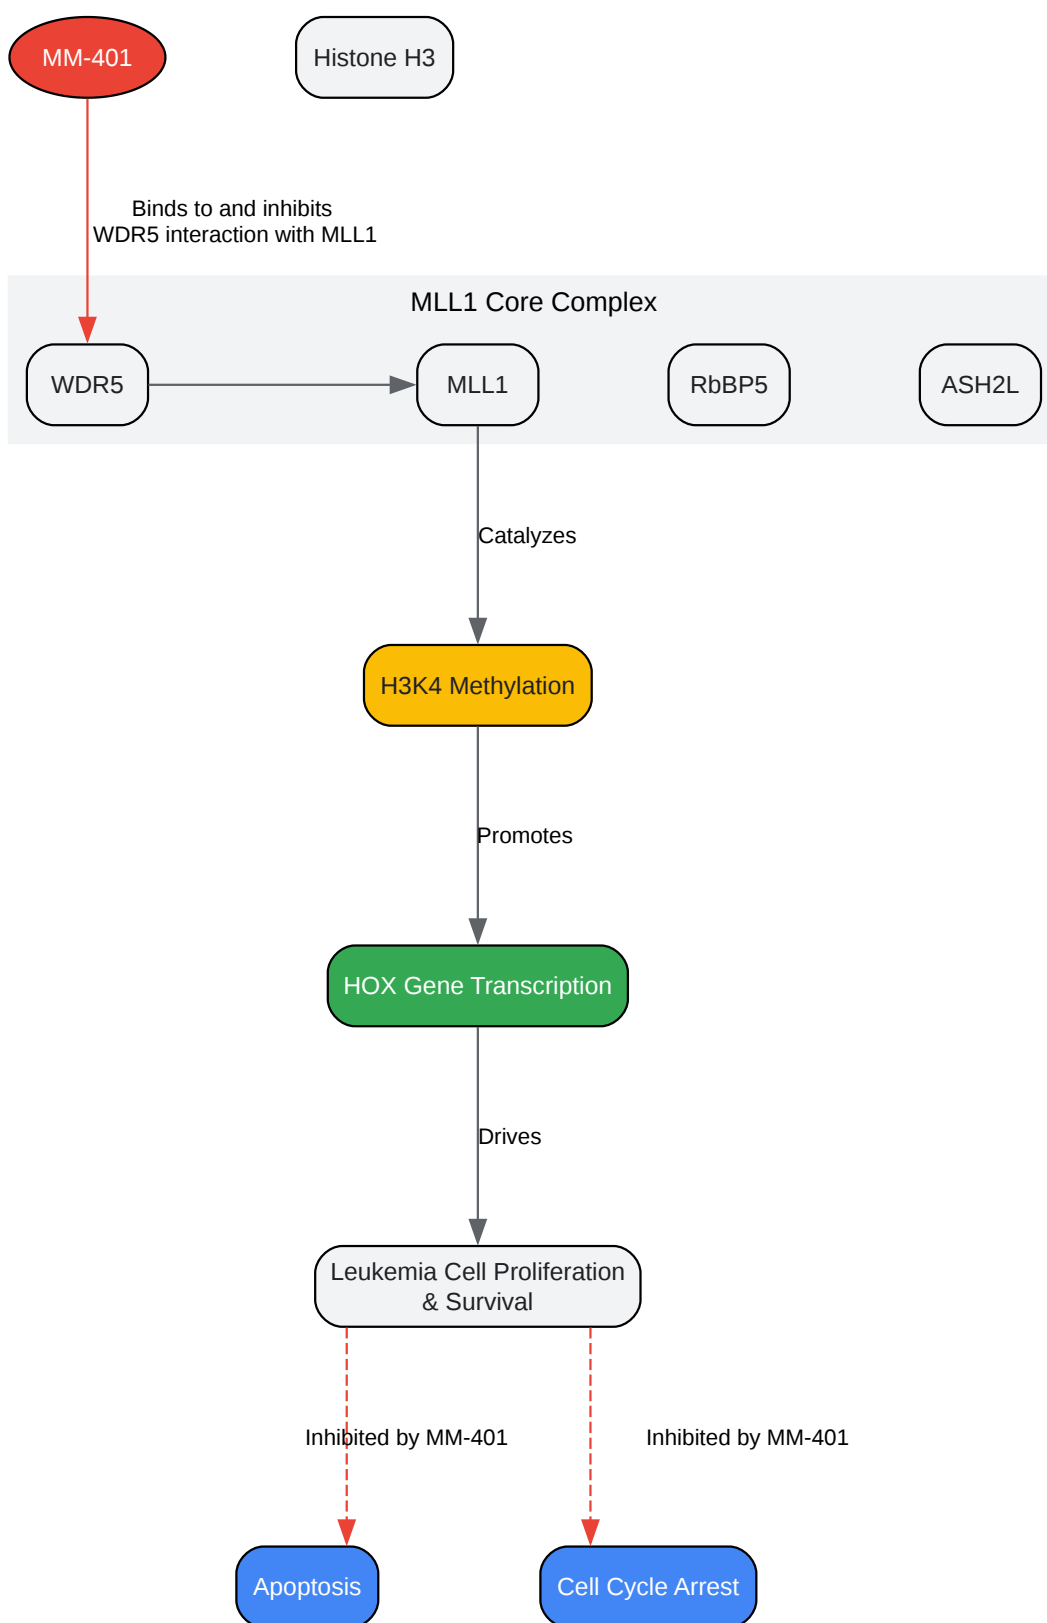 MM-401
Histone H3
Binds to and inhibits
WDR5 interaction with MLL1
MLL1 Core Complex
WDR5
MLL1
RbBP5
ASH2L
Catalyzes
H3K4 Methylation
Promotes
HOX Gene Transcription
Drives
Leukemia Cell Proliferation
& Survival
Inhibited by MM-401
Inhibited by MM-401
Apoptosis
Cell Cycle Arrest